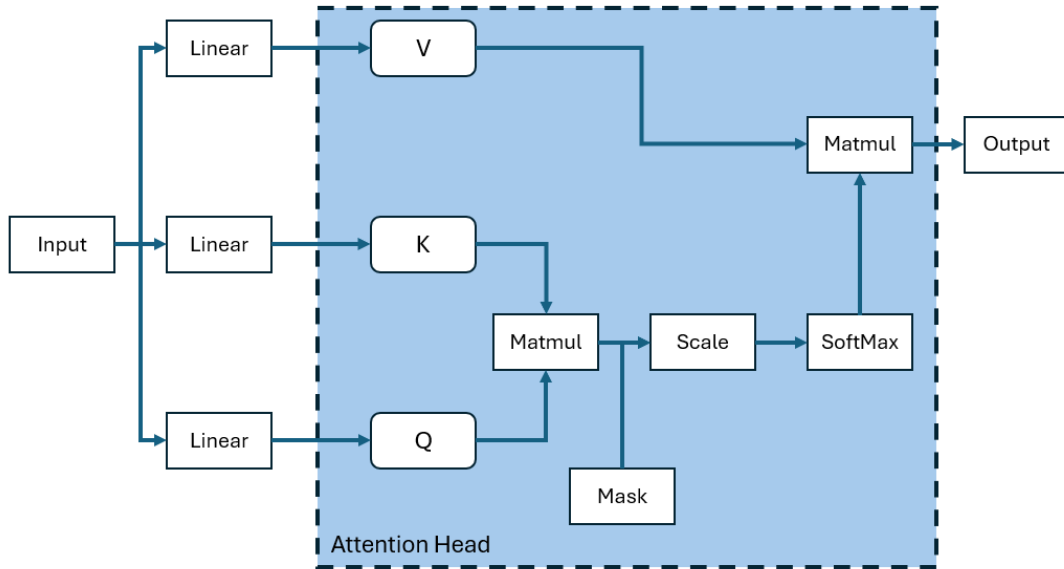 Linear
V
Matmul
Output
Input
Linear
K
Matmul
Scale
SoftMax
Linear
Q
Mask
Attention Head